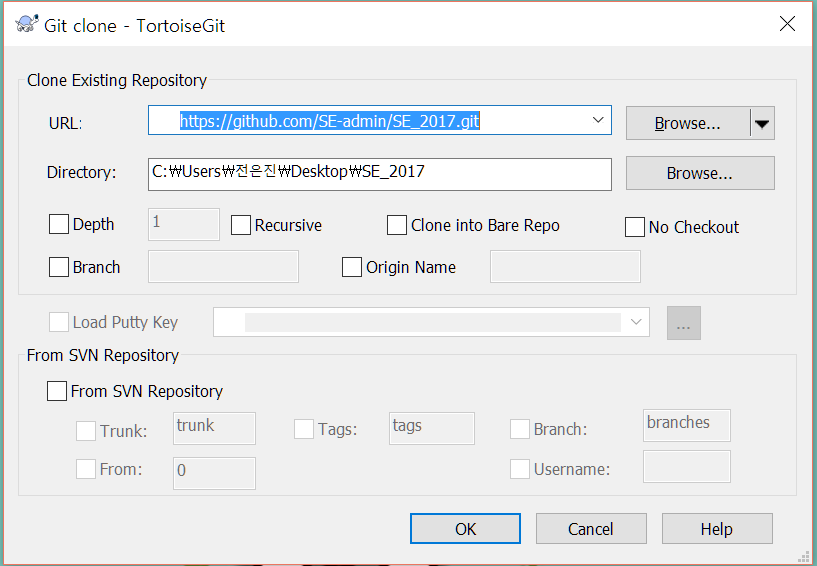 Git clone - TortoiseGit
Clone Existing Repository
URL: https://github.com/SE-admin/SE_2017.git Browse...
Directory: C:₩Users₩전은진₩Desktop₩SE_2017 Browse...
Depth 1 Recursive Clone into Bare Repo No Checkout
Branch Origin Name
Load Putty Key ...
From SVN Repository
From SVN Repository
Trunk: trunk Tags: tags Branch: branches
From: 0 Username:
OK Cancel Help